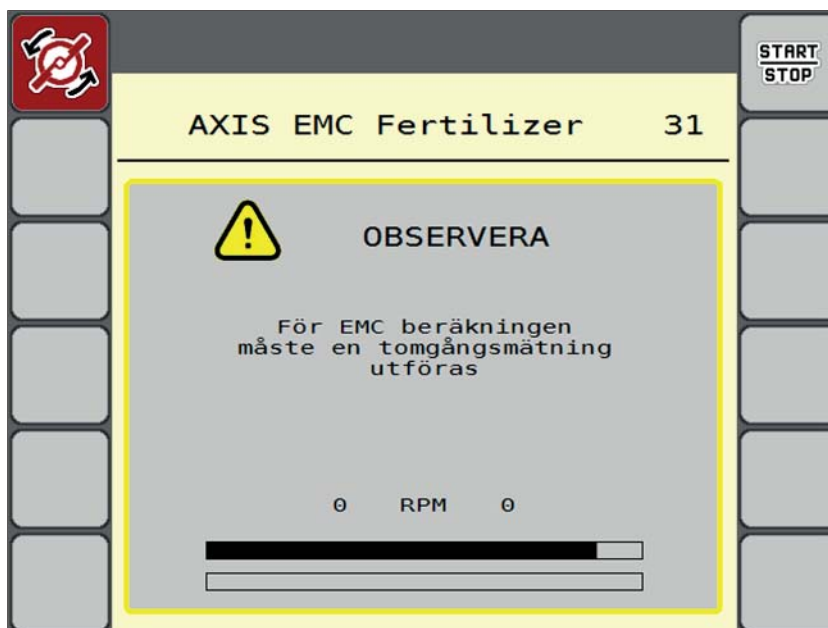 START
STOP
AXIS EMC Fertilizer 31
OBSERVERA
För EMC beräkningen
måste en tomgångsmätning
utföras
0 RPM 0